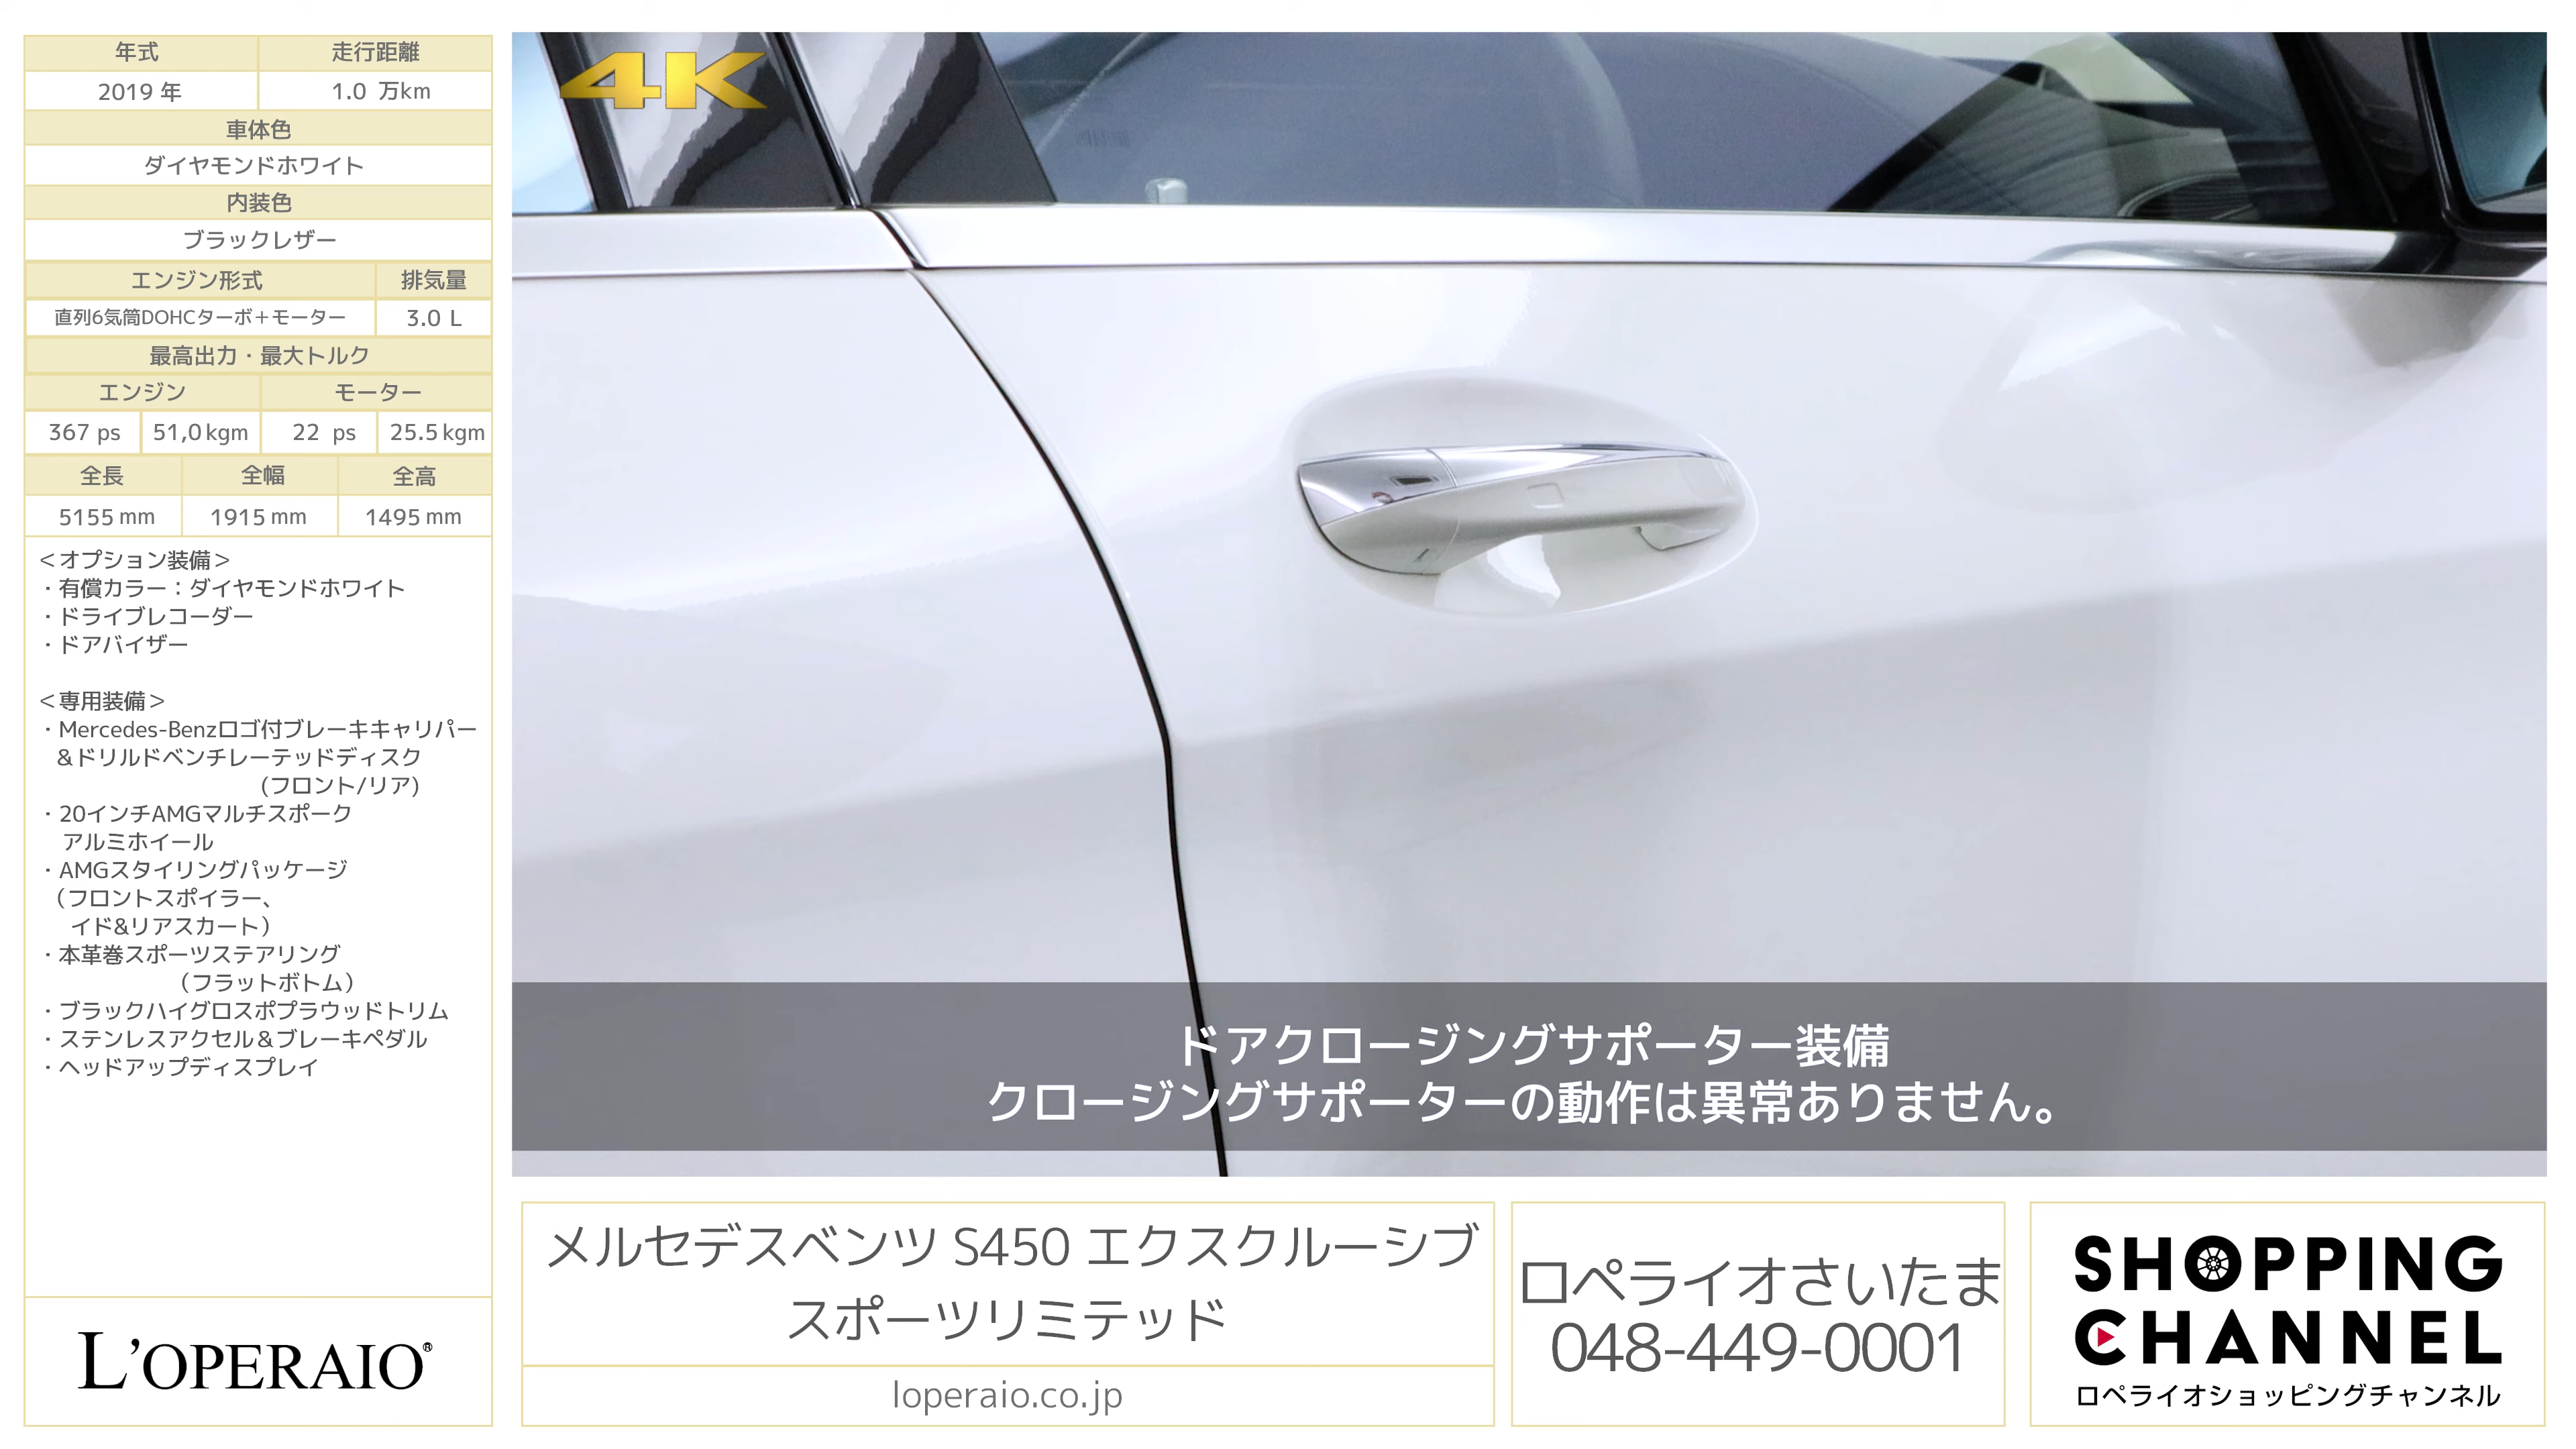 年式 走行距離
2019 年 1.0 万km
車体色
ダイヤモンドホワイト
内装色
ブラックレザー
エンジン形式 排気量
直列6気筒DOHCターボ＋モーター 3.0 L
最高出力・最大トルク
エンジン モーター
367 ps 51,0 kgm 22 ps 25.5 kgm
全長 全幅 全高
5155 mm 1915 mm 1495 mm
＜オプション装備＞
・有償カラー：ダイヤモンドホワイト
・ドライブレコーダー
・ドアバイザー
＜専用装備＞
・Mercedes-Benzロゴ付ブレーキキャリパー
＆ドリルドベンチレーテッドディスク
(フロント/リア)
・20インチAMGマルチスポーク
アルミホイール
・AMGスタイリングパッケージ
（フロントスポイラー、
イド&リアスカート）
・本革巻スポーツステアリング
（フラットボトム）
・ブラックハイグロスポプラウッドトリム
・ステンレスアクセル＆ブレーキペダル
・ヘッドアップディスプレイ
L'OPERAIO®
4K
ドアクロージングサポーター装備
クロージングサポーターの動作は異常ありません。
メルセデスベンツ S450 エクスクルーシブ
スポーツリミテッド
loperaio.co.jp
ロペライオさいたま
048-449-0001
SHOPPING
CHANNEL
ロペライオショッピングチャンネル